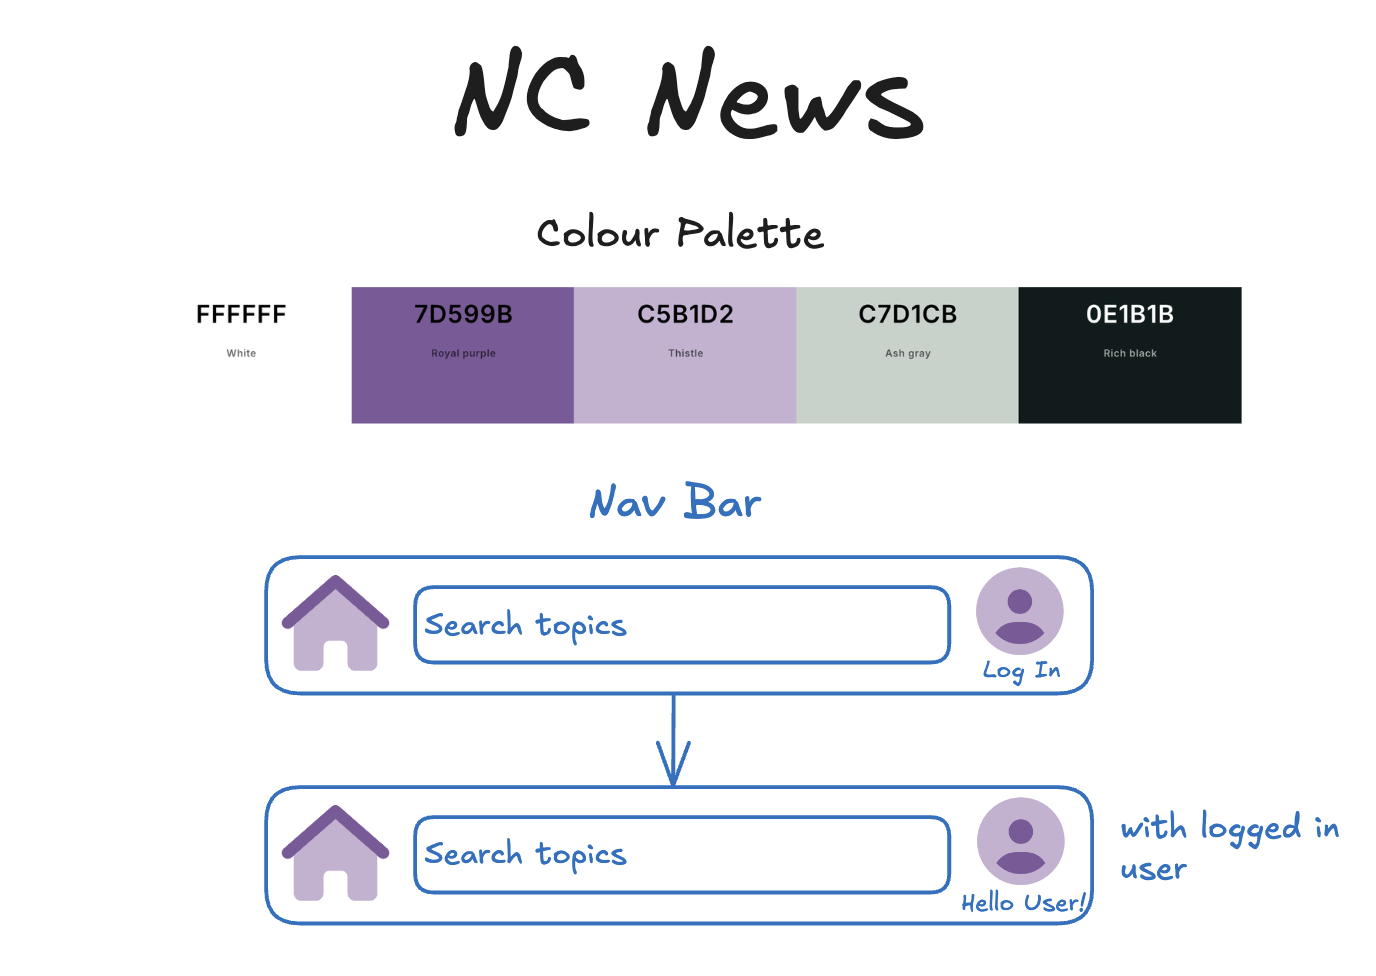 NC News
Colour Palette
FFFFFF
White
7D599B
Royal purple
C5B1D2
Thistle
C7D1CB
Ash gray
0E1B1B
Rich black
Nav Bar
Search topics
Log In
Search topics
Hello User!
with logged in
user